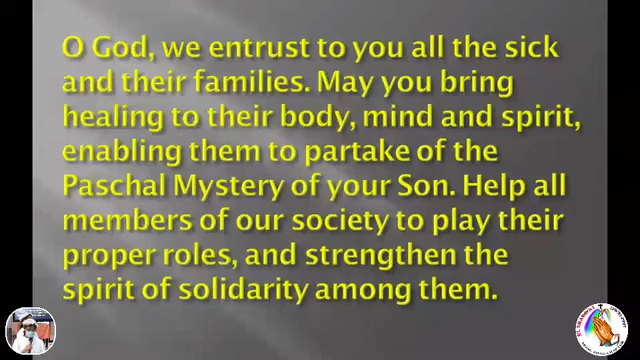 O God, we entrust to you all the sick
and their families. May you bring
healing to their body, mind and spirit,
enabling them to partake of the
Paschal Mystery of your Son. Help all
members of our society to play their
proper roles, and strengthen the
spirit of solidarity among them.